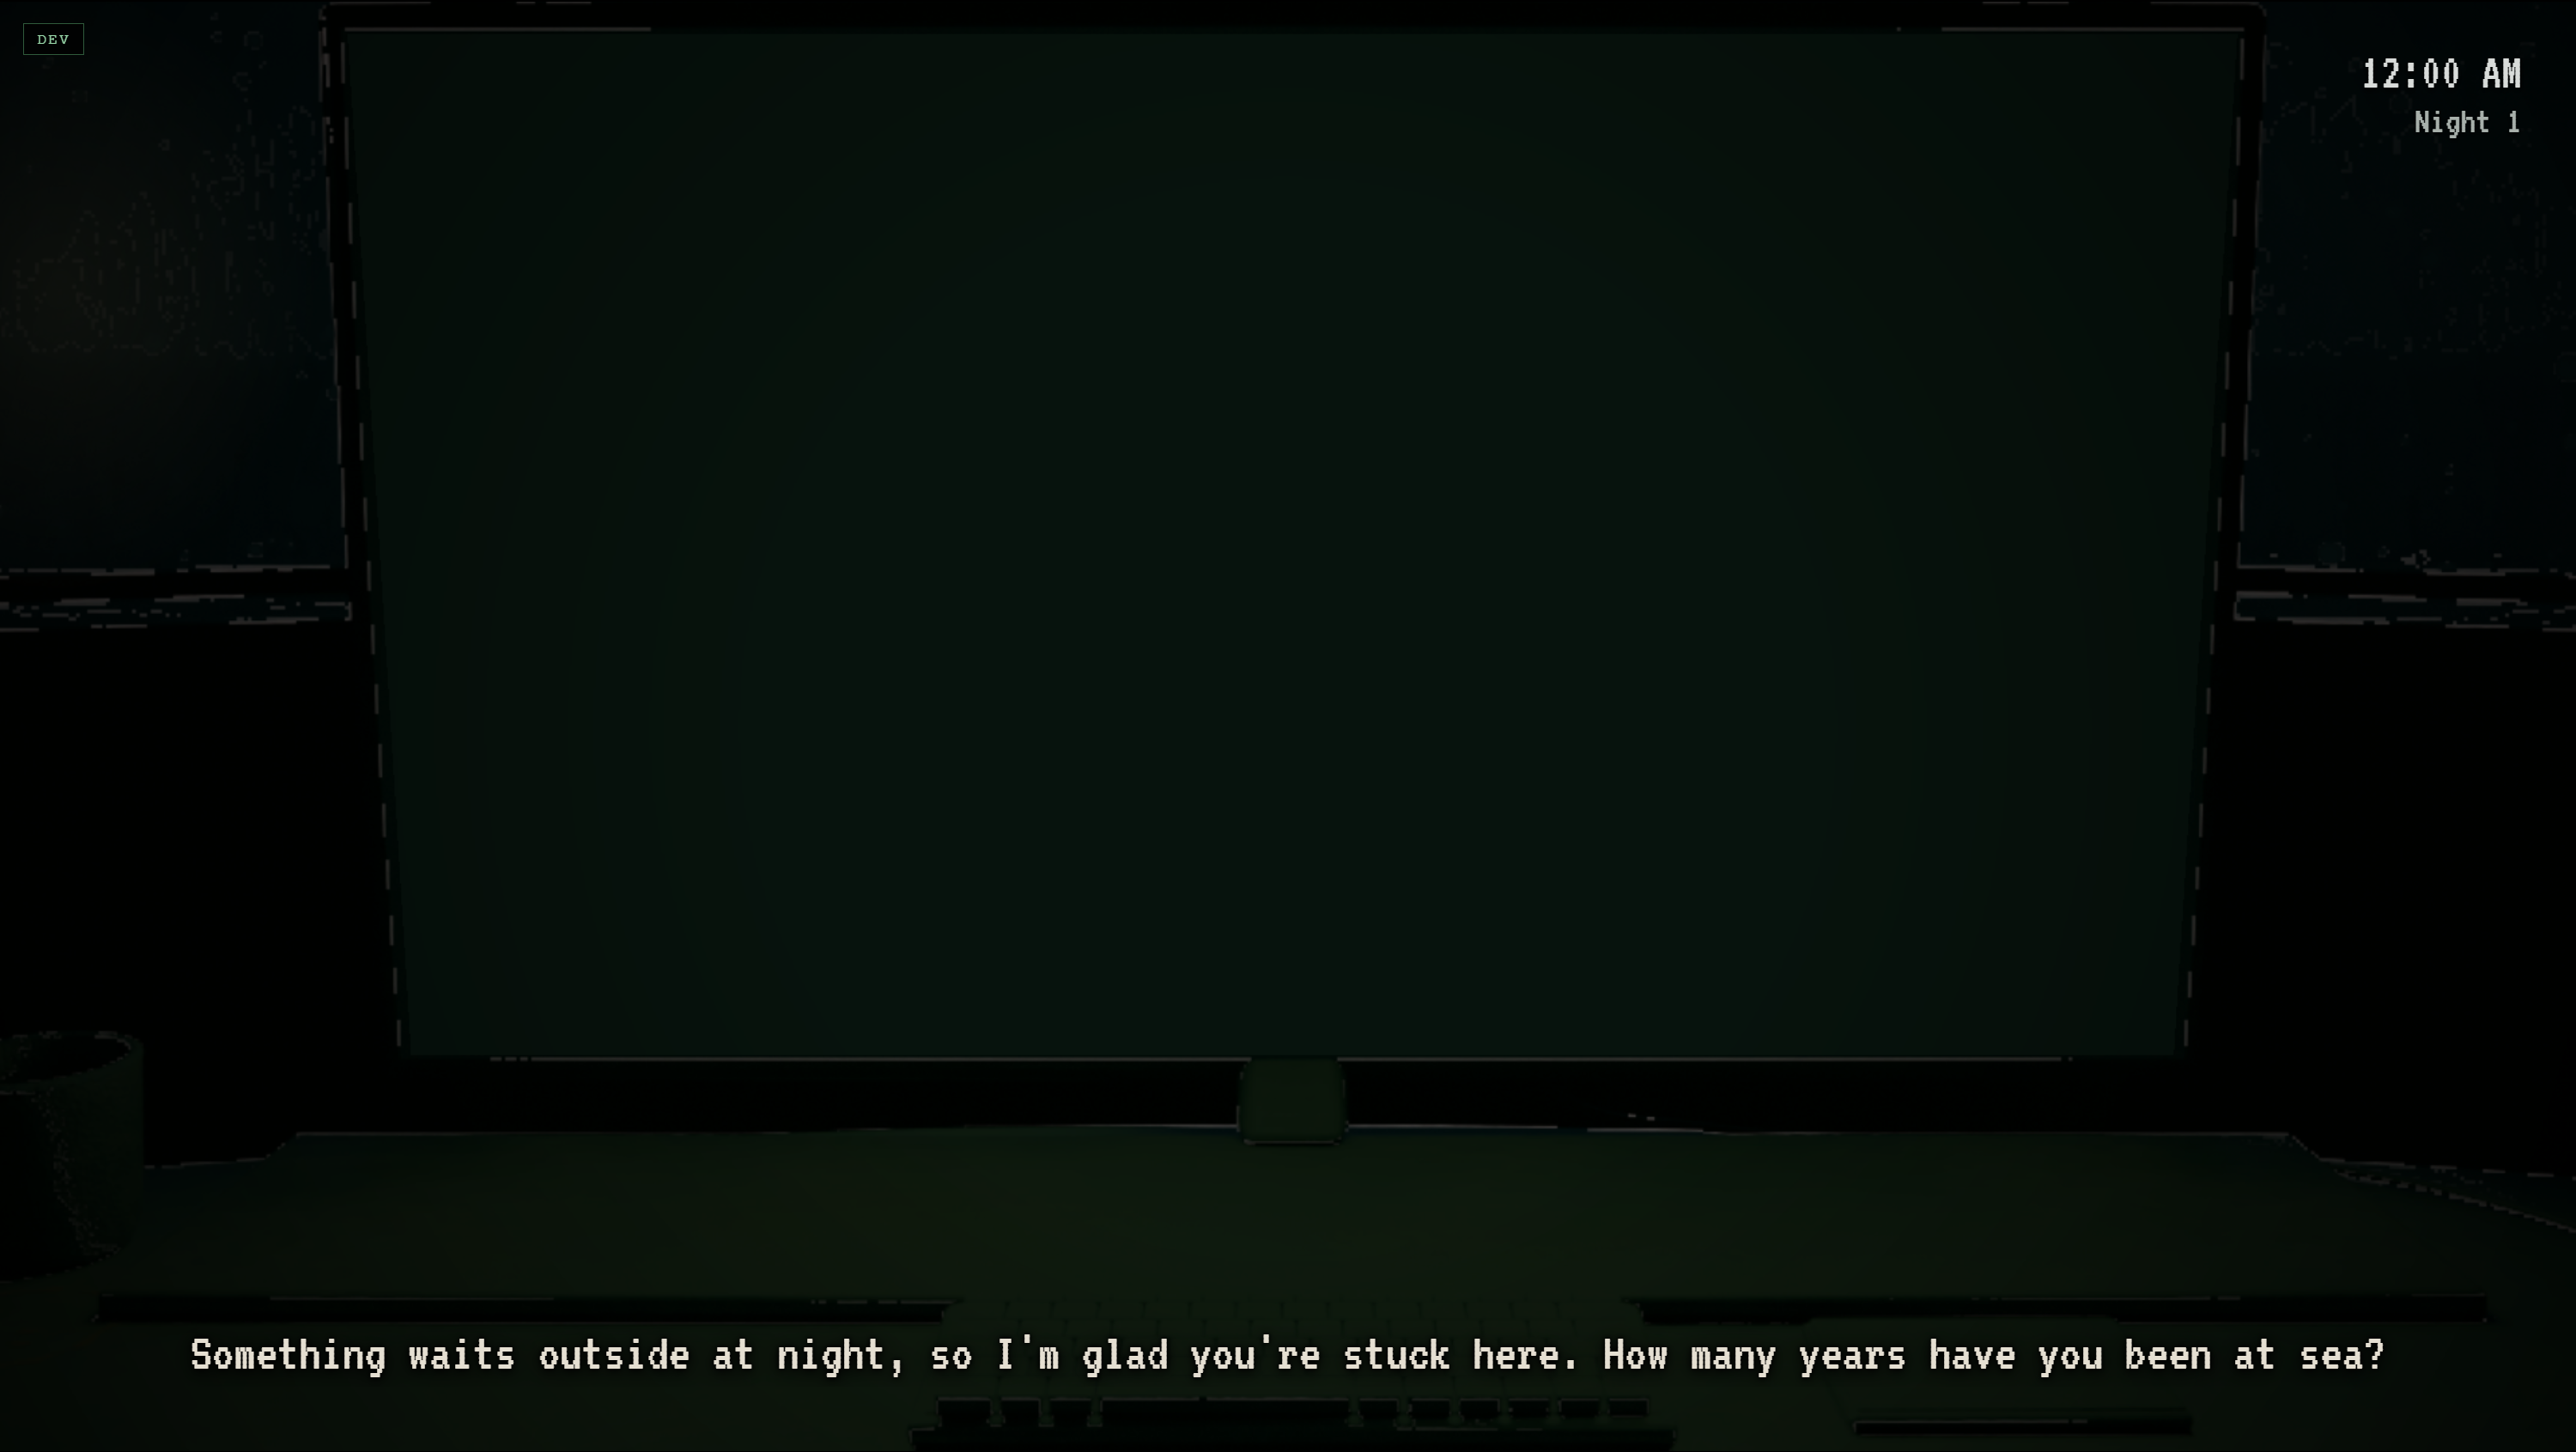 DEV
12:00 AM
Night 1
Something waits outside at night, so I'm glad you're stuck here. How many years have you been at sea?